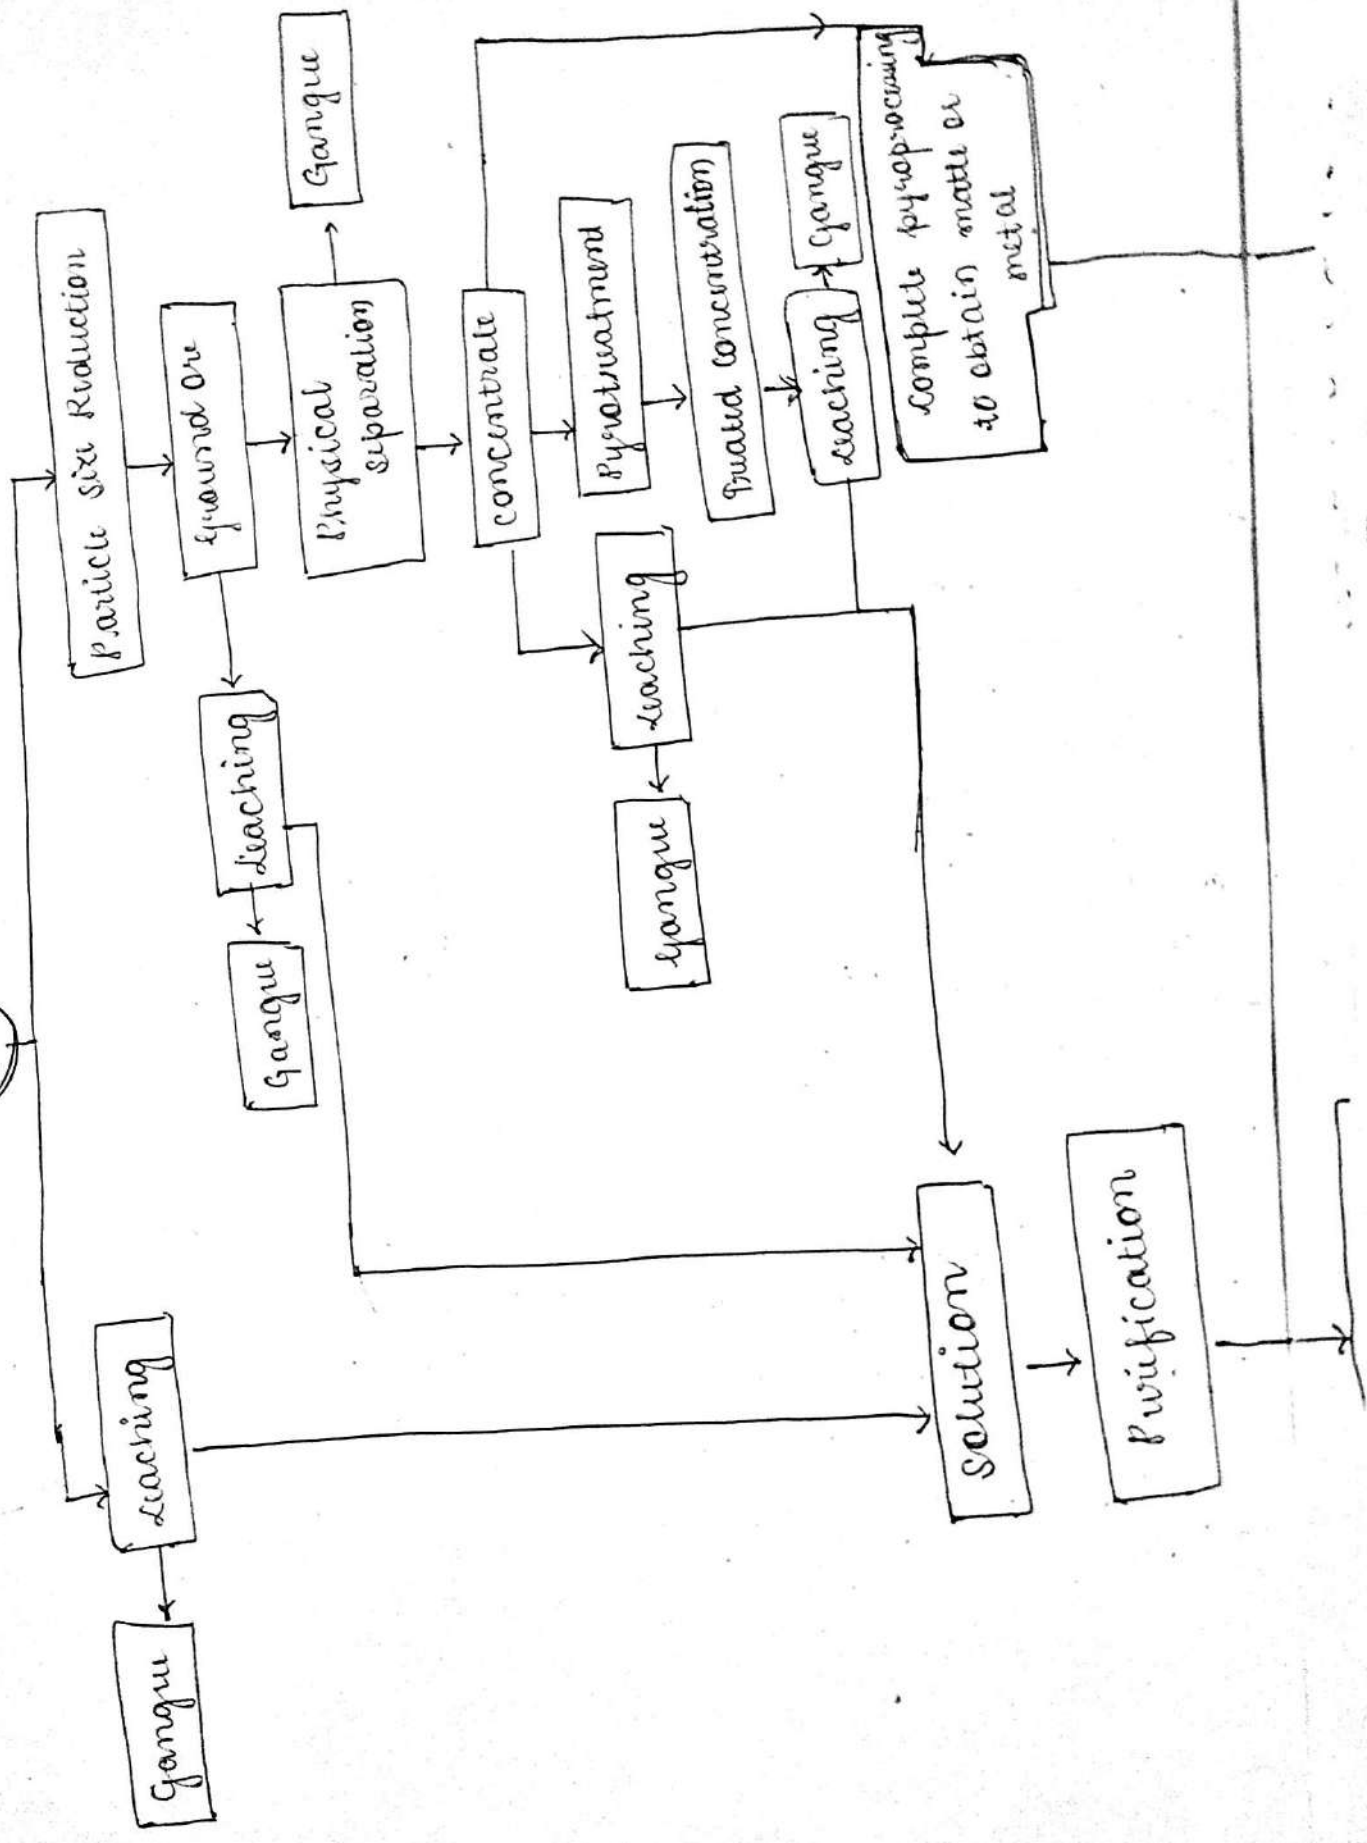 Particle size Reduction
Ground ore
Leaching
Gangue
Leaching
Gangue
Physical
separation
Gangue
concentrate
Leaching
Gangue
Pyrotreatment
Treated concentration
Leaching
Gangue
complete pyroprocessing
to obtain matte or
metal
Solution
Purification